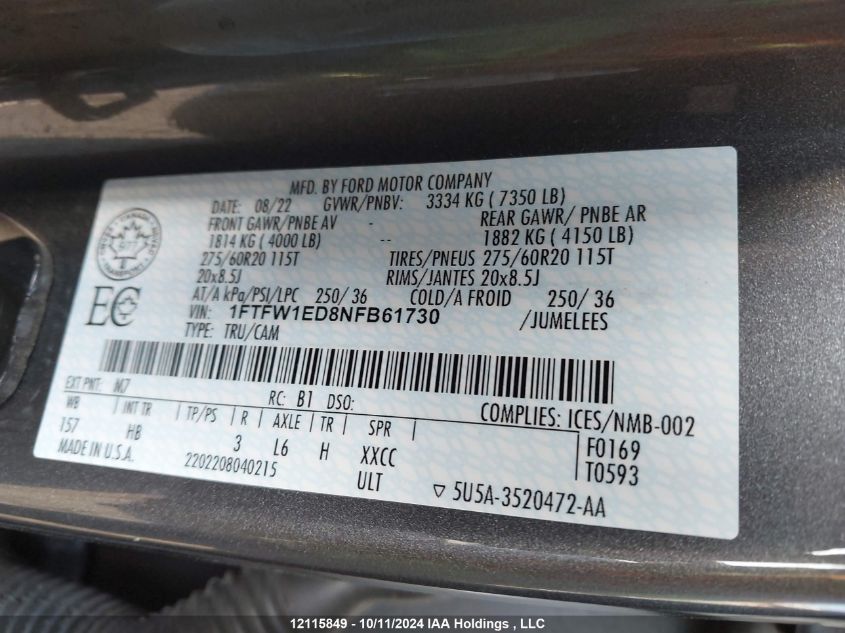 MFD. BY FORD MOTOR COMPANY
DATE: 08/22 GVWR/PNBV: 3334 KG ( 7350 LB)
FRONT GAWR/PNBE AV - REAR GAWR/ PNBE AR
1814 KG ( 4000 LB) -- 1882 KG ( 4150 LB)
275/60R20 115T TIRES/PNEUS 275/60R20 115T
20x8.5J RIMS/JANTES 20x8.5J
AT/A kPa/PSI/LPC 250/ 36 COLD/A FROID 250/ 36
VIN: 1FTFW1ED8NFB61730 /JUMELEES
TYPE: TRU/CAM
EC
EXT PNT: M7 RC: B1 DSO:
COMPLIES: ICES/NMB-002
WB INT TR TP/PS R AXLE TR SPR
157 HB 3 L6 H XXCC F0169
MADE IN U.S.A. 2202208040215 ULT T0593
5U5A-3520472-AA
12115849 - 10/11/2024 IAA Holdings , LLC